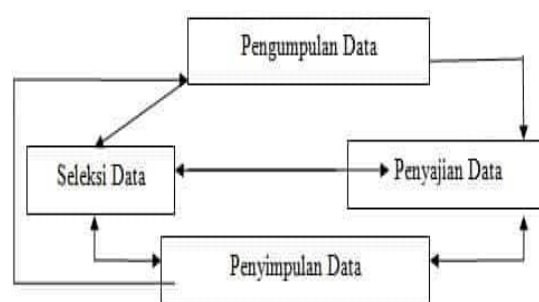 Pengumpulan Data
Seleksi Data
Penyajian Data
Penyimpulan Data